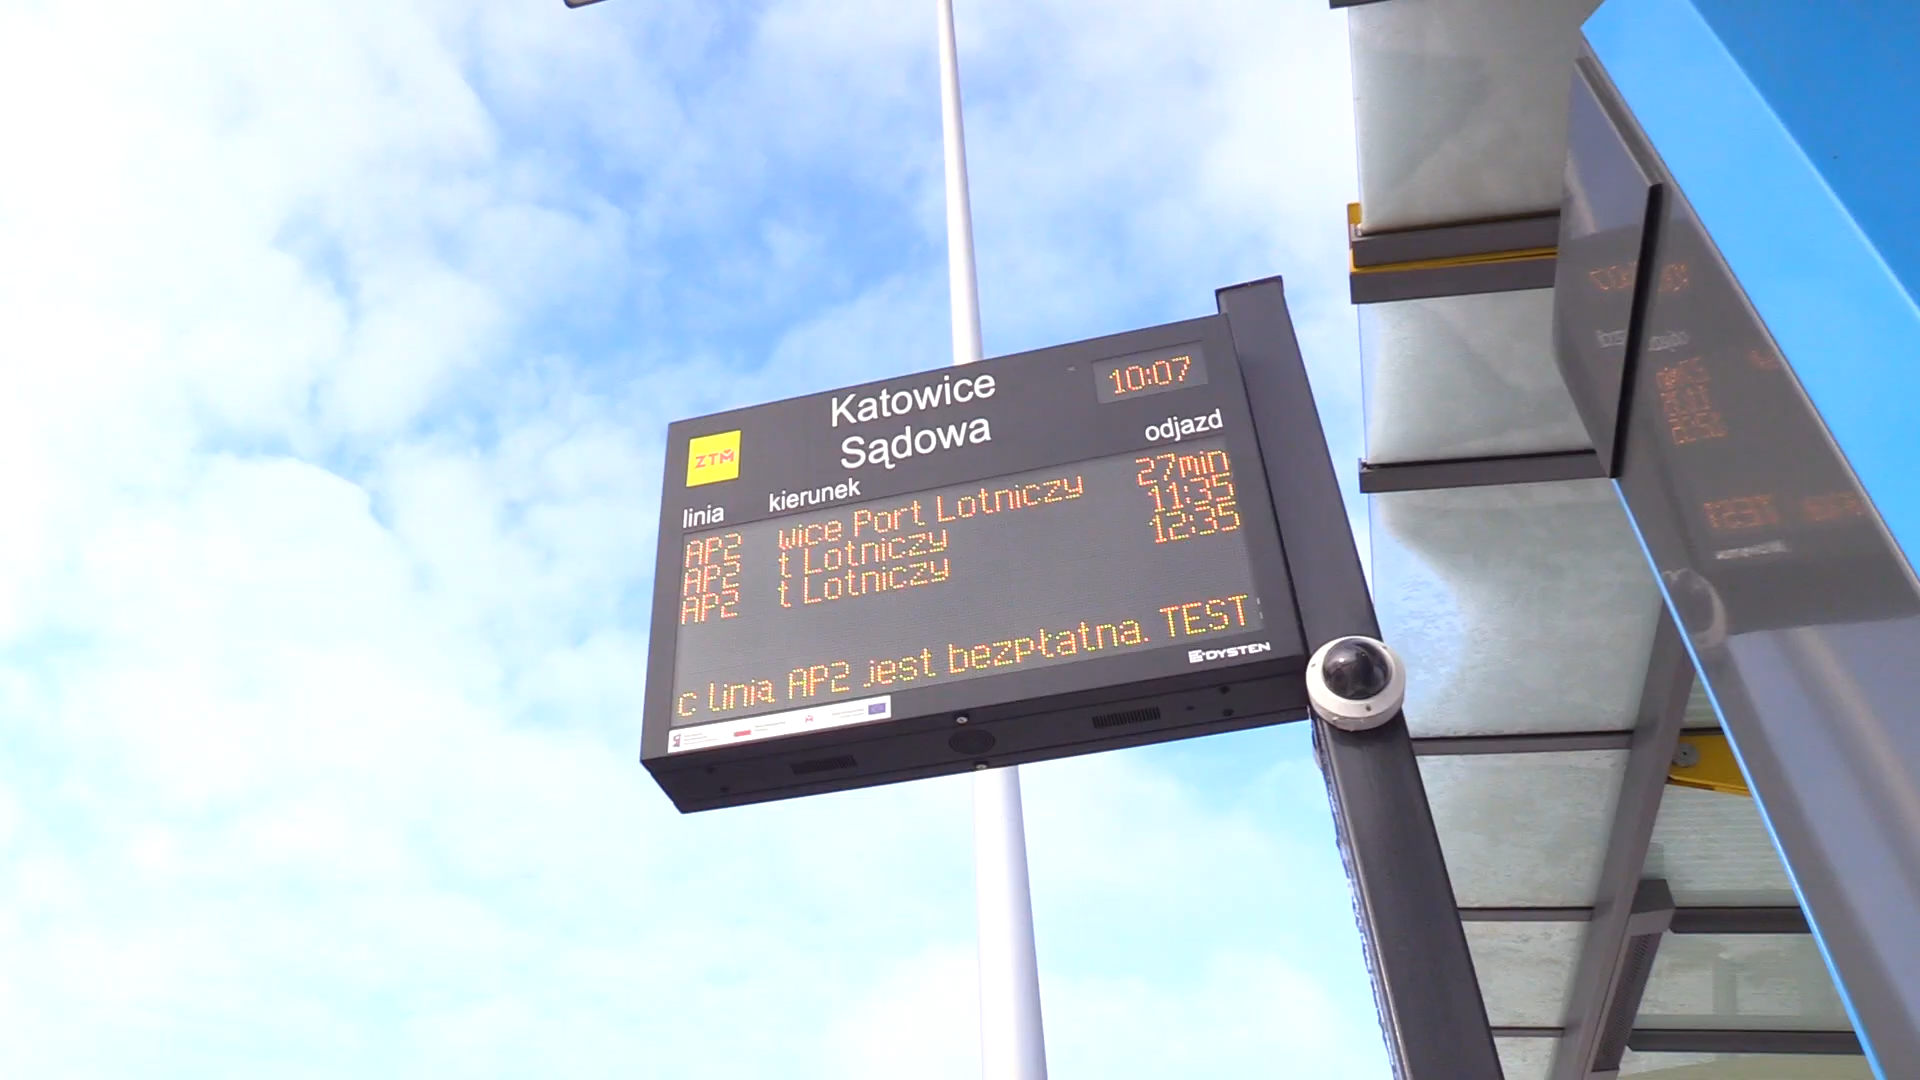 Katowice
Sądowa
10:07
ZTM
linia kierunek odjazd
AP2 wice Port Lotniczy 27min
AP2 t Lotniczy 11:35
AP2 t Lotniczy 12:35
c linia AP2 jest bezpłatna. TEST
DYSTEN